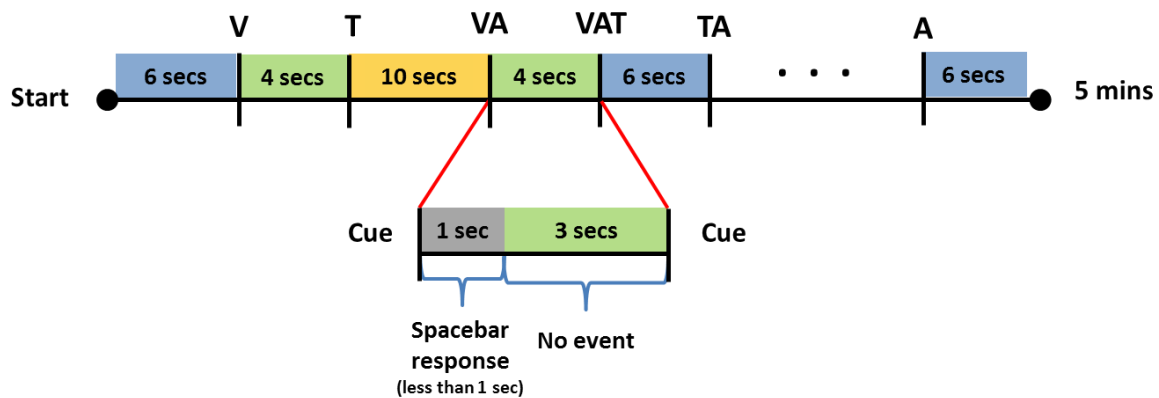 V T VA VAT TA A
6 secs 4 secs 10 secs 4 secs 6 secs . . . 6 secs
Start 5 mins
Cue 1 sec 3 secs Cue
Spacebar No event
response
(less than 1 sec)